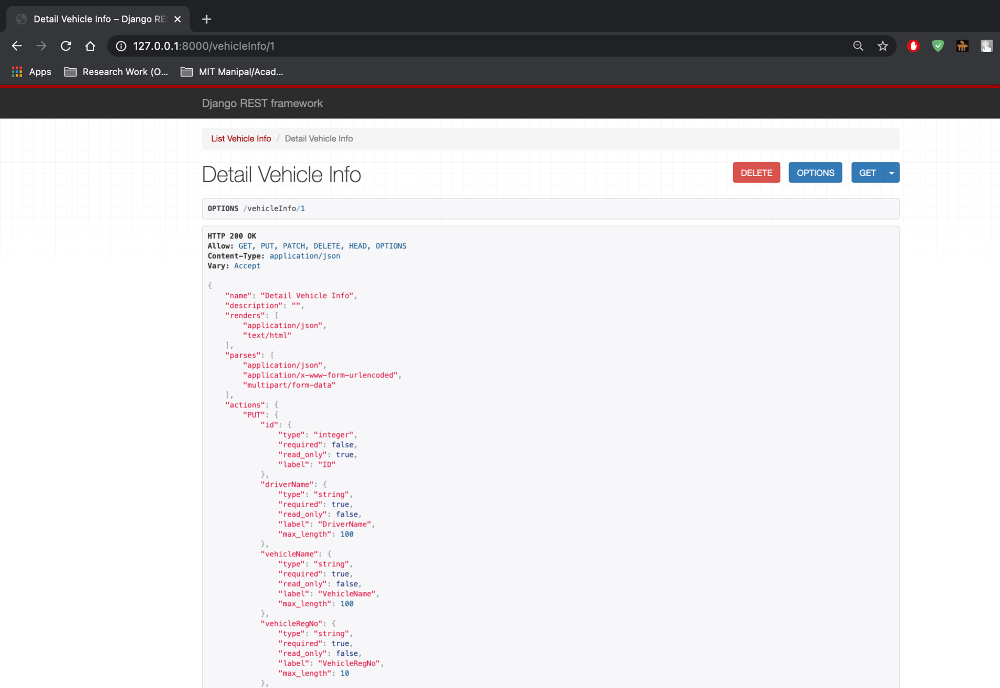 Detail Vehicle Info – Django RE
127.0.0.1:8000/vehicleInfo/1
Apps
Research Work (O...
MIT Manipal/Acad...
Django REST framework
List Vehicle Info / Detail Vehicle Info
Detail Vehicle Info
DELETE
OPTIONS
GET
OPTIONS /vehicleInfo/1
HTTP 200 OK
Allow: GET, PUT, PATCH, DELETE, HEAD, OPTIONS
Content-Type: application/json
Vary: Accept
{
    "name": "Detail Vehicle Info",
    "description": "",
    "renders": [
        "application/json",
        "text/html"
    ],
    "parses": [
        "application/json",
        "application/x-www-form-urlencoded",
        "multipart/form-data"
    ],
    "actions": {
        "PUT": {
            "id": {
                "type": "integer",
                "required": false,
                "read_only": true,
                "label": "ID"
            },
            "driverName": {
                "type": "string",
                "required": true,
                "read_only": false,
                "label": "DriverName",
                "max_length": 100
            },
            "vehicleName": {
                "type": "string",
                "required": true,
                "read_only": false,
                "label": "VehicleName",
                "max_length": 100
            },
            "vehicleRegNo": {
                "type": "string",
                "required": true,
                "read_only": false,
                "label": "VehicleRegNo",
                "max_length": 10
            },